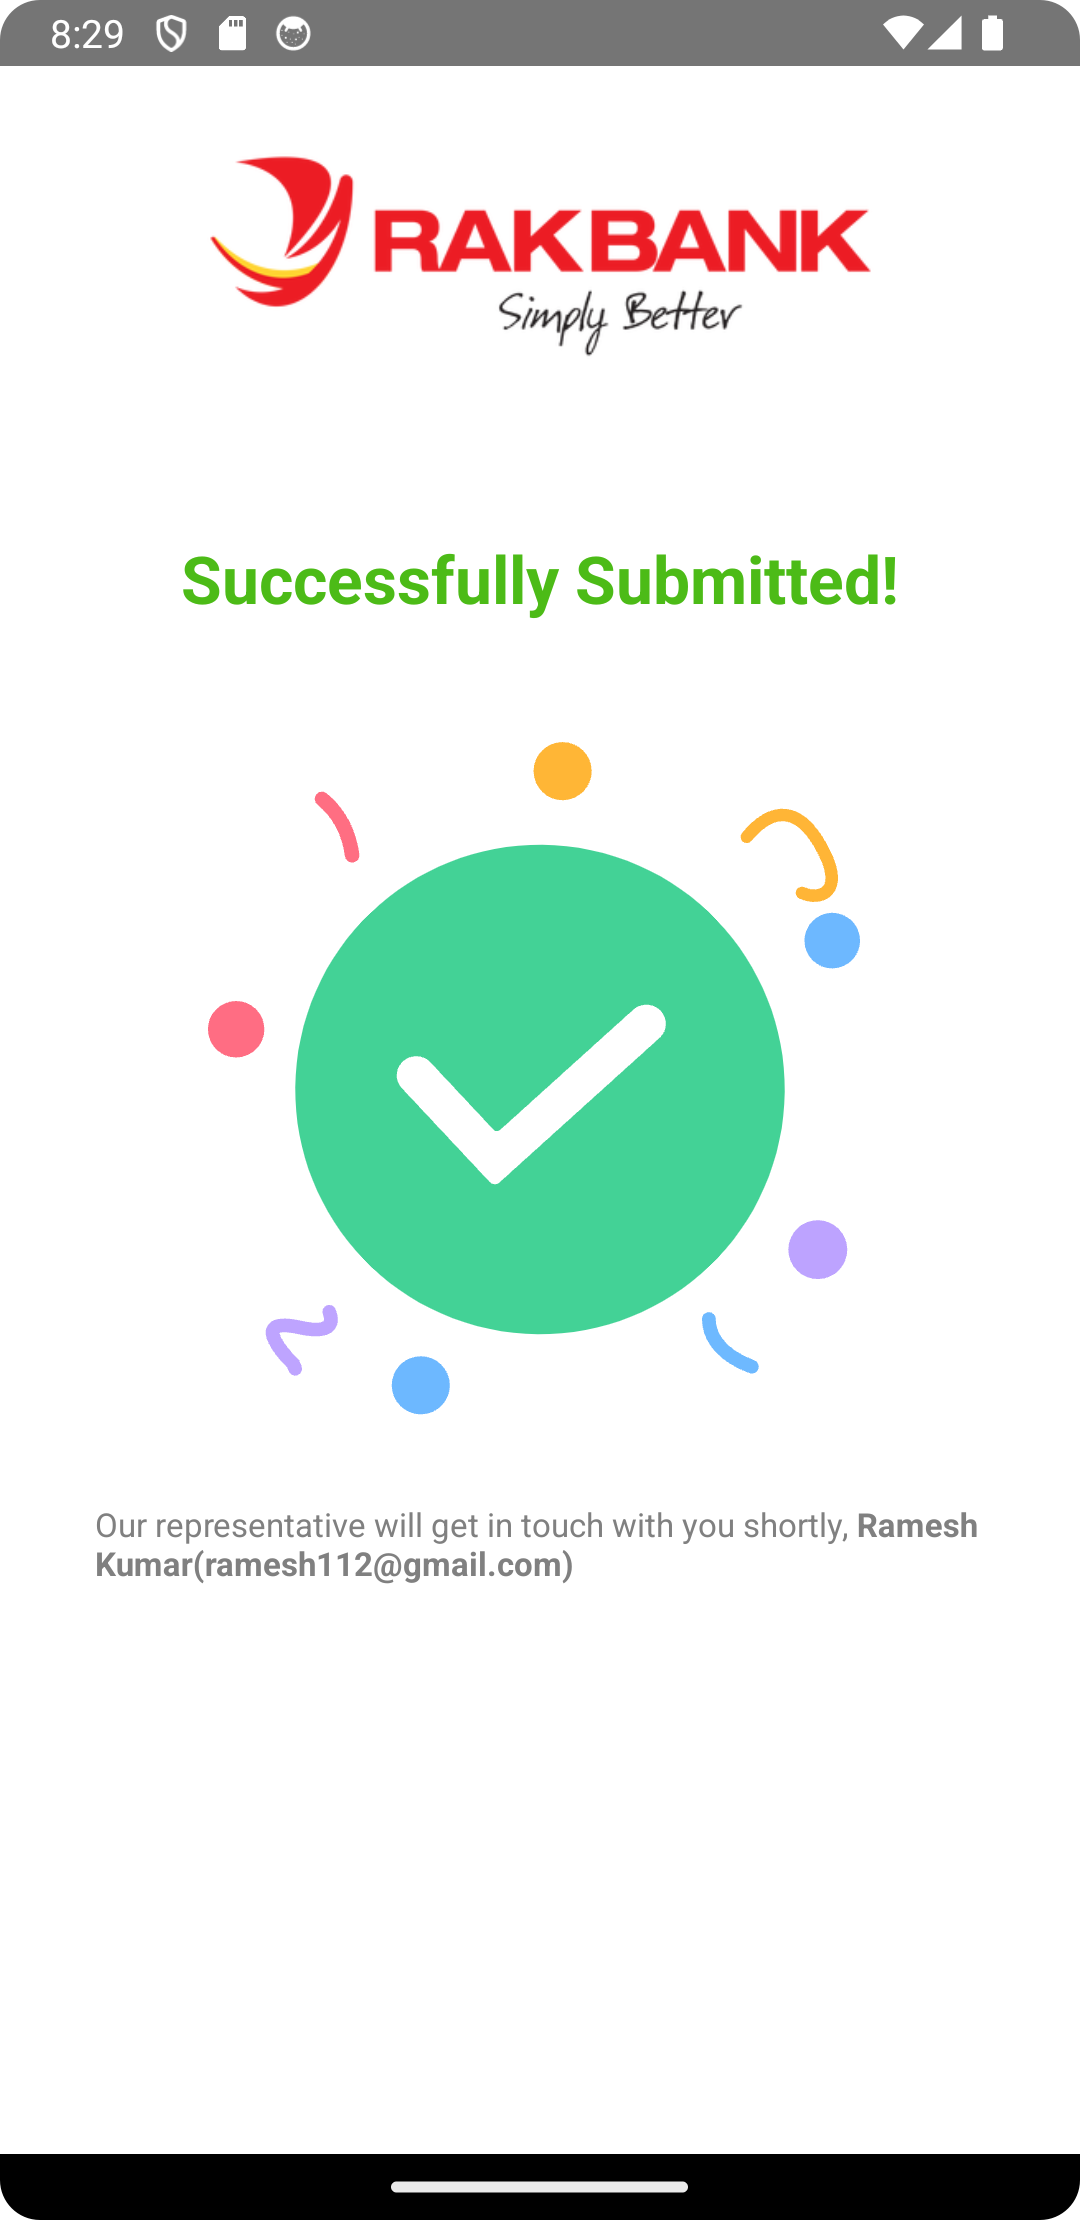 8:29
RAKBANK
Simply Better
Successfully Submitted!
Our representative will get in touch with you shortly, Ramesh
Kumar(ramesh112@gmail.com)